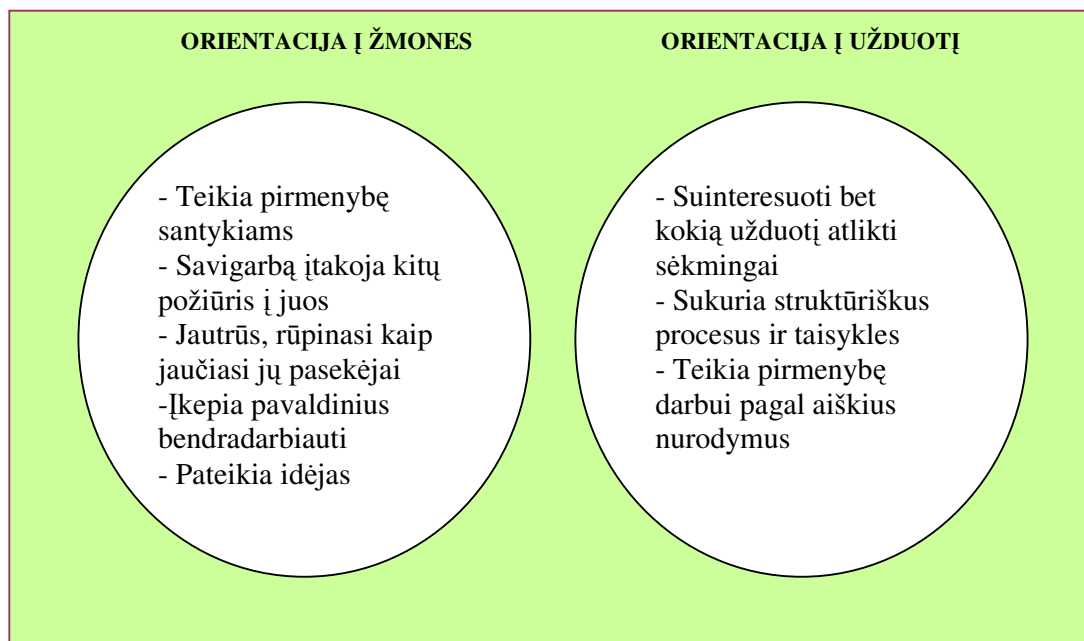 ORIENTACIJA Į ŽMONES
ORIENTACIJA Į UŽDUOTĮ
- Teikia pirmenybę
santykiams
- Savigarbą įtakoja kitų
požiūris į juos
- Jautrūs, rūpinasi kaip
jaučiasi jų pasekėjai
-Įkepia pavaldinius
bendradarbiauti
- Pateikia idėjas
- Suinteresuoti bet
kokią užduotį atlikti
sėkmingai
- Sukuria struktūriškus
procesus ir taisykles
- Teikia pirmenybę
darbui pagal aiškius
nurodymus